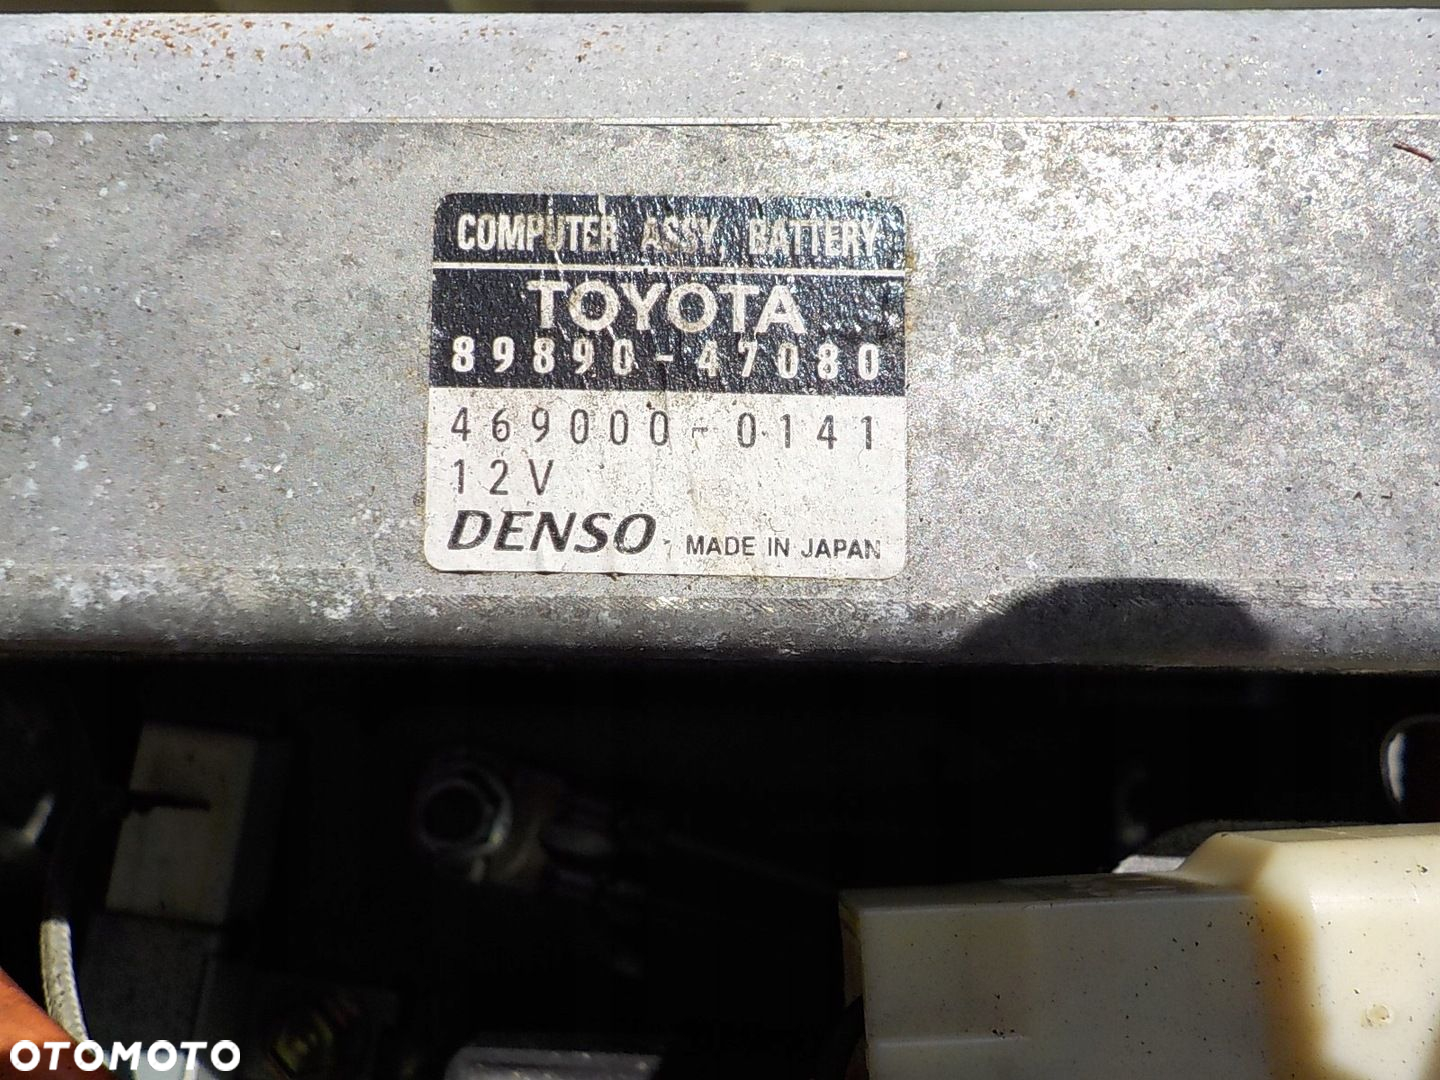 COMPUTER ASSY, BATTERY
TOYOTA
89890-47080
469000-0141
12V
DENSO MADE IN JAPAN
OTOMOTO